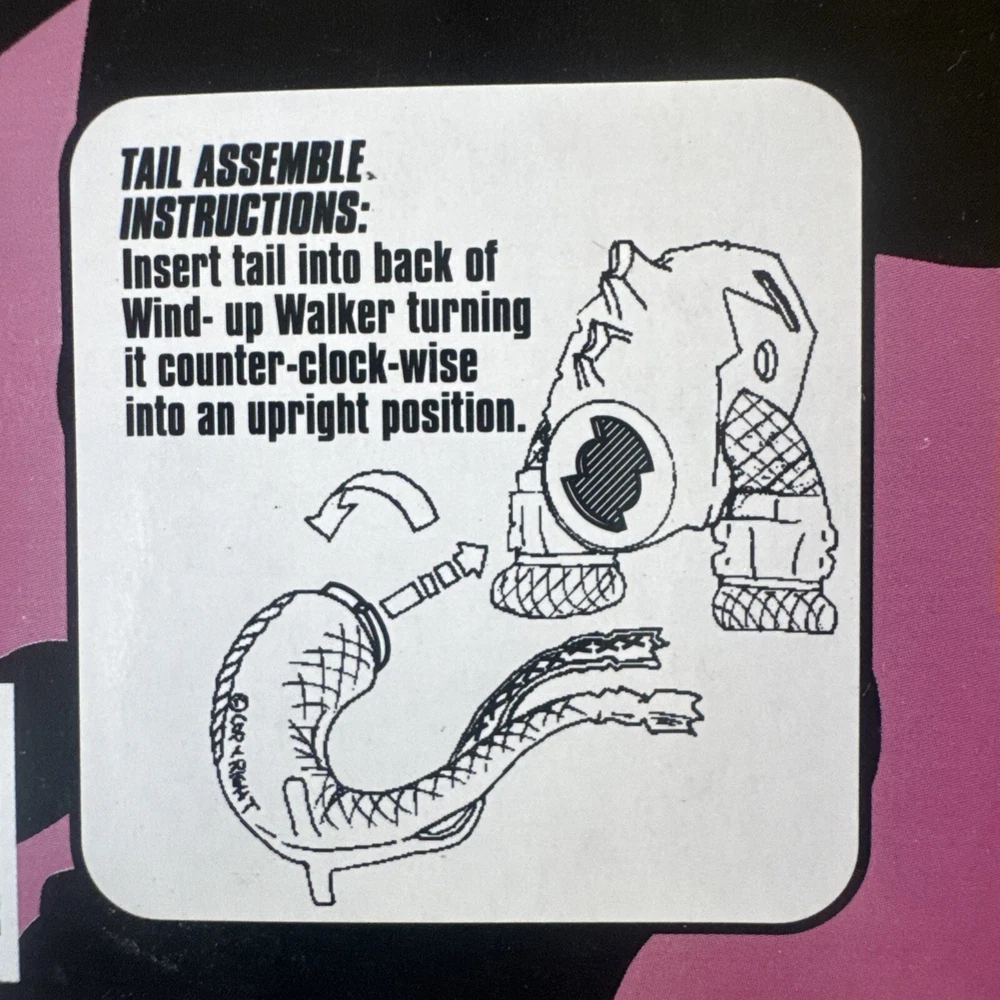 TAIL ASSEMBLE
INSTRUCTIONS:
Insert tail into back of
Wind- up Walker turning
it counter-clock-wise
into an upright position.
© COPYRIGHT